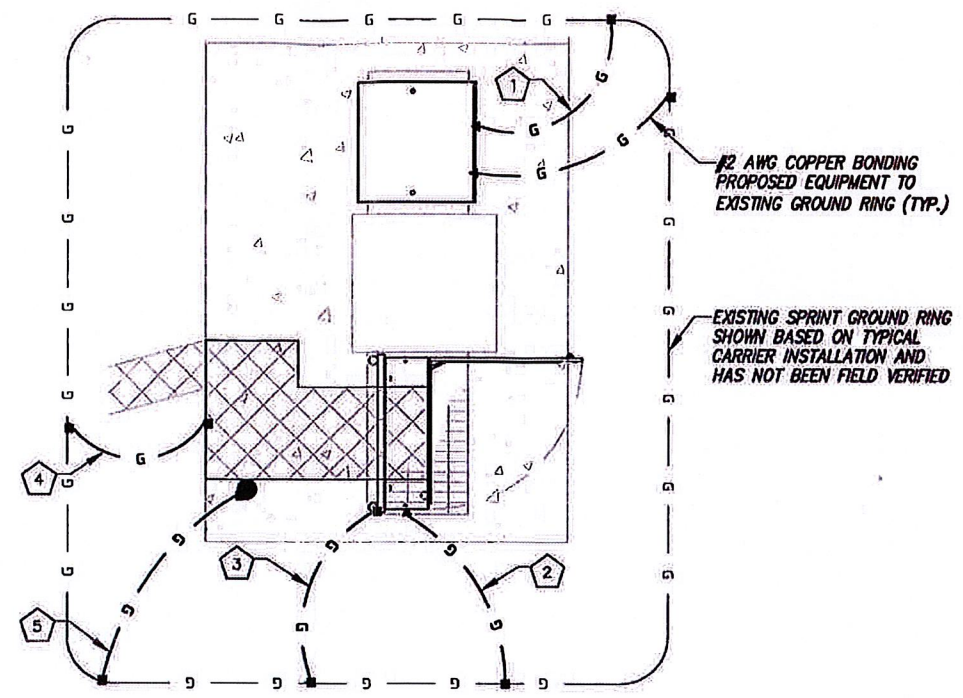 G G G G G
1
G
G
G
G
G
G
#2 AWG COPPER BONDING
PROPOSED EQUIPMENT TO
EXISTING GROUND RING (TYP.)
G
G
G
G
EXISTING SPRINT GROUND RING
SHOWN BASED ON TYPICAL
CARRIER INSTALLATION AND
HAS NOT BEEN FIELD VERIFIED
G
G
G
4
G
G
G
G
G
3
G
2
G
G
G
G
G
5
G G G G G